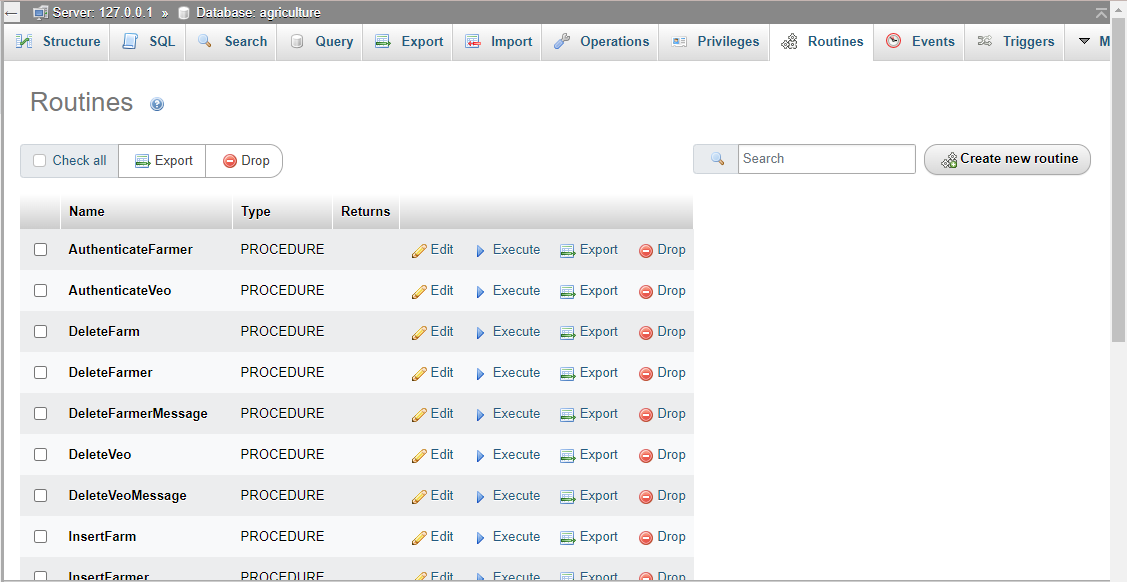 Server: 127.0.0.1 » Database: agriculture
Structure SQL Search Query Export Import Operations Privileges Routines Events Triggers M
Routines
Check all Export Drop Search Create new routine
Name Type Returns
AuthenticateFarmer PROCEDURE Edit Execute Export Drop
AuthenticateVeo PROCEDURE Edit Execute Export Drop
DeleteFarm PROCEDURE Edit Execute Export Drop
DeleteFarmer PROCEDURE Edit Execute Export Drop
DeleteFarmerMessage PROCEDURE Edit Execute Export Drop
DeleteVeo PROCEDURE Edit Execute Export Drop
DeleteVeoMessage PROCEDURE Edit Execute Export Drop
InsertFarm PROCEDURE Edit Execute Export Drop
InsertFarmer PROCEDURE Edit Execute Export Drop